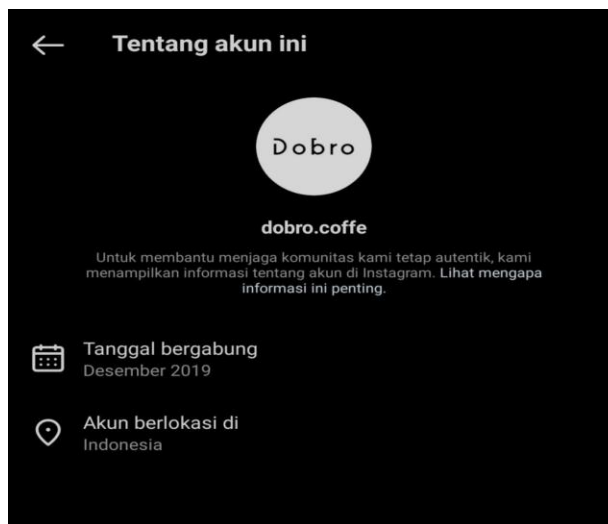 Tentang akun ini
Dobro
dobro.coffe
Untuk membantu menjaga komunitas kami tetap autentik, kami
menampilkan informasi tentang akun di Instagram. Lihat mengapa
informasi ini penting.
Tanggal bergabung
Desember 2019
Akun berlokasi di
Indonesia